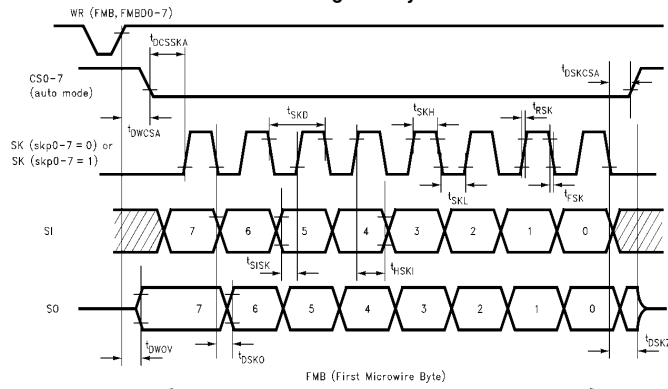 WR (FMB, FMBD0-7)
tDCSSKA
CS0-7
(auto mode)
tDSKCSA
tDWCSA
tSKD
tSKH
tRSK
SK (skp0-7 = 0) or
SK (skp0-7 = 1)
tSKL
tFSK
SI
7 6 5 4 3 2 1 0
tSISK
tHSKI
SO
7 6 5 4 3 2 1 0
tDWOV
tDSKO
tDSKZ
FMB (First Microwire Byte)